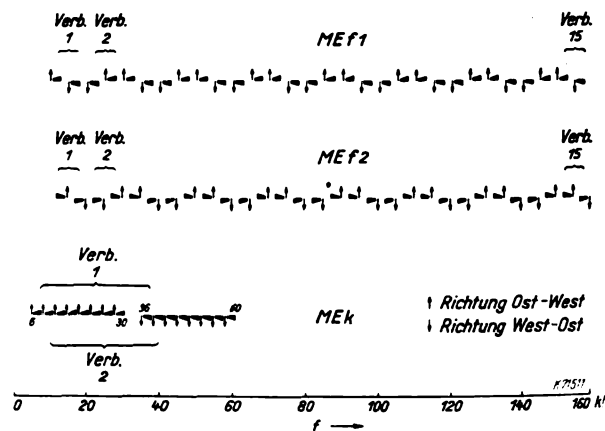 Verb. Verb. Verb.
1 2 MEf1 15
Verb. Verb. Verb.
1 2 MEf2 15
Verb.
1
6 30 36 60 MEk
↑ Richtung Ost-West
↓ Richtung West-Ost
Verb.
2
0 20 40 60 80 100 120 140 160
f →